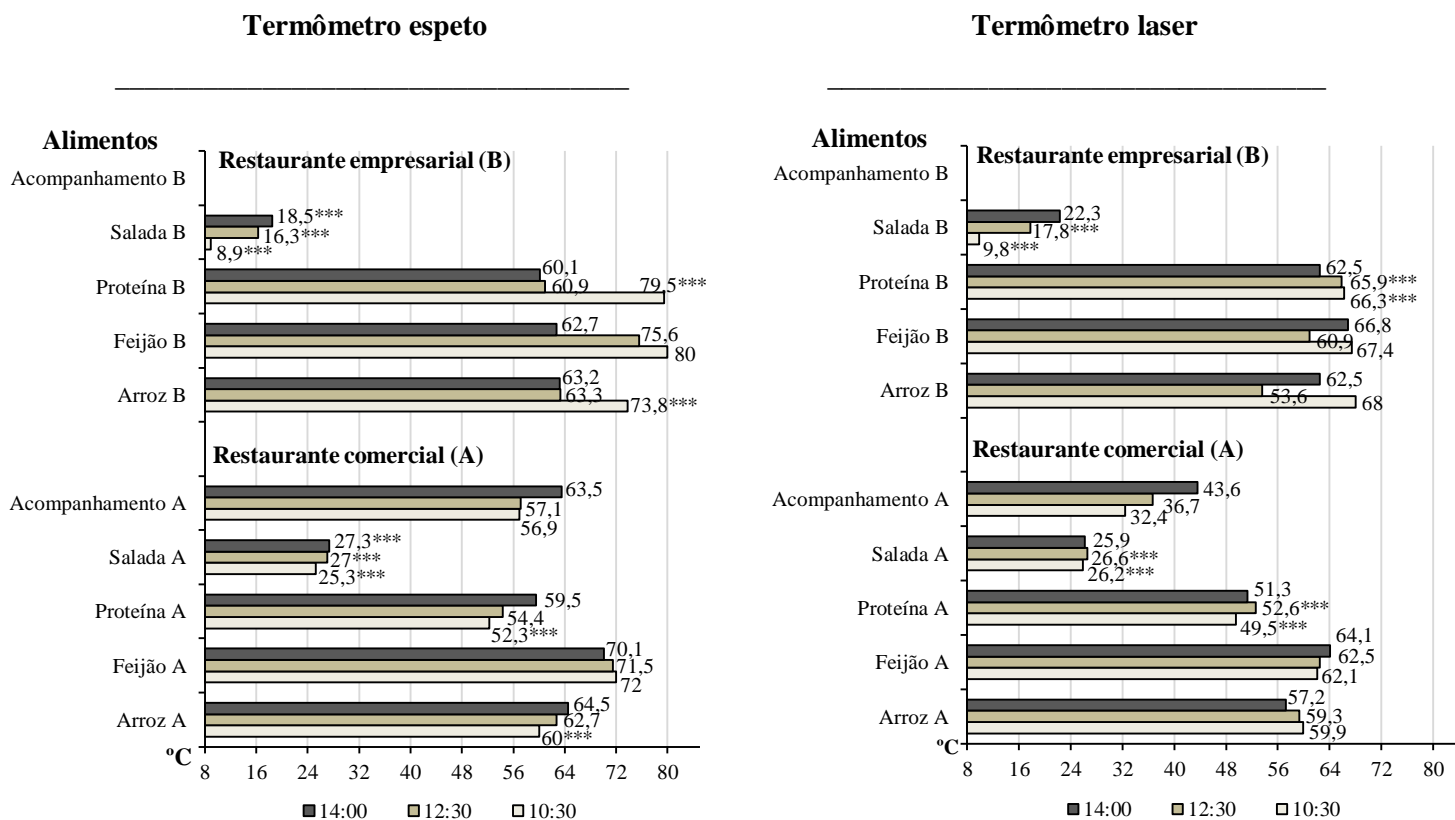 Termômetro espeto
Alimentos
Restaurante empresarial (B)
Acompanhamento B
18,5***
Salada B
16,3***
8,9***
60,1
Proteína B
60,9
79,5***
62,7
Feijão B
75,6
80
63,2
Arroz B
63,3
73,8***
Restaurante comercial (A)
63,5
Acompanhamento A
57,1
56,9
27,3***
Salada A
27***
25,3***
59,5
Proteína A
54,4
52,3***
70,1
Feijão A
71,5
72
64,5
Arroz A
62,7
60***
ºC
8 16 24 32 40 48 56 64 72 80
14:00 12:30 10:30
Termômetro laser
Alimentos
Restaurante empresarial (B)
Acompanhamento B
22,3
Salada B
17,8***
9,8***
62,5
Proteína B
65,9***
66,3***
66,8
Feijão B
60,9
67,4
62,5
Arroz B
53,6
68
Restaurante comercial (A)
43,6
Acompanhamento A
36,7
32,4
25,9
Salada A
26,6***
26,2***
51,3
Proteína A
52,6***
49,5***
64,1
Feijão A
62,5
62,1
57,2
Arroz A
59,3
59,9
ºC
8 16 24 32 40 48 56 64 72 80
14:00 12:30 10:30